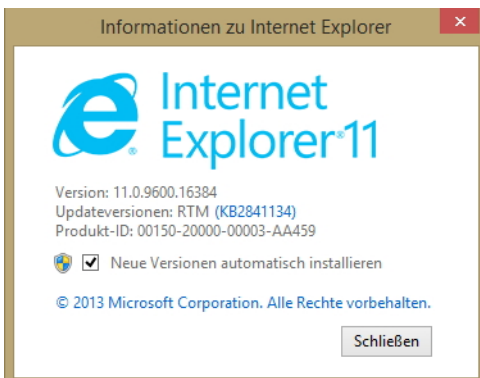 Informationen zu Internet Explorer
Internet
Explorer®11
Version: 11.0.9600.16384
Updateversionen: RTM (KB2841134)
Produkt-ID: 00150-20000-00003-AA459
Neue Versionen automatisch installieren
© 2013 Microsoft Corporation. Alle Rechte vorbehalten.
Schließen